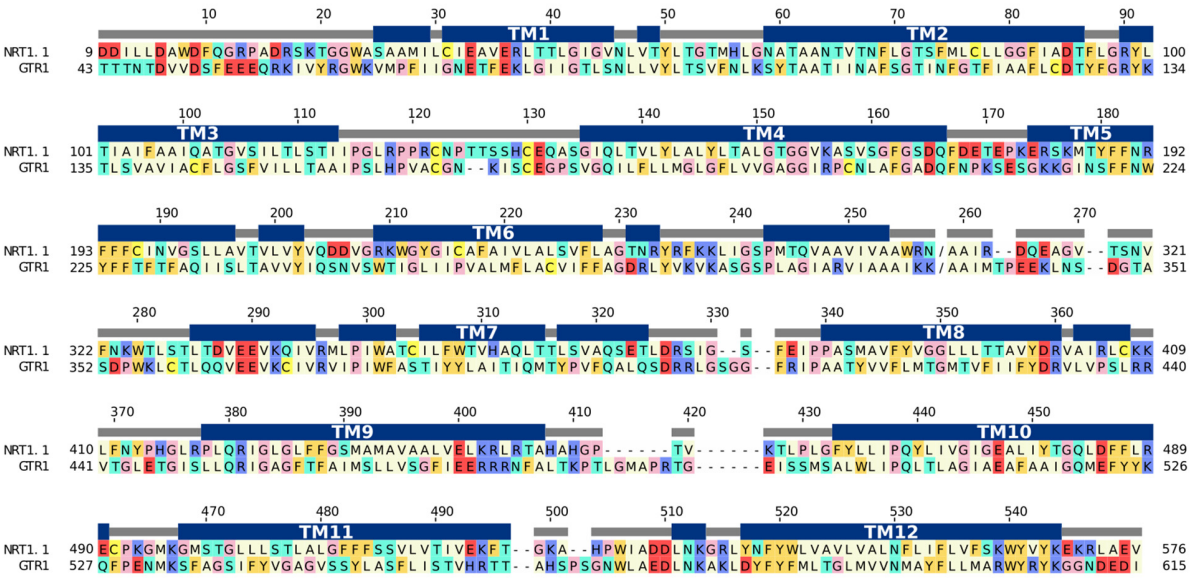 10 20 30 40 50 60 70 80 90
TM1 TM2
NRT1.1 9 DDILLDAWDFQGRPADRSKTGGWASAAMILCIEAVERLTTLGIGVNLVTYLTGTMHLGNATAANTVTNFLGTSFMLCLLGGFIADTFLGRYL 100
GTR1 43 TTTNTDVVDSFEEEQRKIVYRGWKVMPFIIGNETFEKLGIIGTLSNLLVYLTSVFNLKSYTAATIINAFSGTINFGTFIAAFLCDTYFGRYK 134
100 110 120 130 140 150 160 170 180
TM3 TM4 TM5
NRT1.1 101 TIAIFAAIQATGVSILTLSTIIPGLRPPRCNPTTSSHCEQASGIQLTVLYLALYLTALGTGGVKASVSGFGSDQFDETEPKERSKMTYFFNR 192
GTR1 135 TLSVAVIACFLGSFVILLTAAIPSLHPVACGN--KISCEGPSVGQILFLLMGLGFLVVGAGGIRPCNLAFGADQFNPKSESGKKGINSFFNW 224
190 200 210 220 230 240 250 260 270
TM6
NRT1.1 193 FFFCINVGSLLAVTVLVYVQDDVGRKWGYGICAFAIVLALSVFLAGTNRYRFKKLIGSPMTQVAAVIVAAWRN/AAIR--DQEAGV--TSNV 321
GTR1 225 YFFTFTFAQIISLTAVVYIQSNVSWTIGLIIPVALMFLACVIFFAGDRLYVKVKASGSPLAGIARVIAAAIKK/AAIMTPEEKLNS--DGTA 351
280 290 300 310 320 330 340 350 360
TM7 TM8
NRT1.1 322 FNKWTLSTLTDVEEVKQIVRMLPIWATCILFWTVHAQLTTLSVAQSETLDRSIG--S--FEIPPASMAVFYVGGLLLTTAVYDRVAIRLCKK 409
GTR1 352 SDPWKLCTLQQVEEVKCIVRVIPIWFASTIYYLAITIQMTYPVFQALQSDRRLGSGG--FRIPAATYVVFLMTGMTVFIIFYDRVLVPSLRR 440
370 380 390 400 410 420 430 440 450
TM9 TM10
NRT1.1 410 LFNYPHGLRPLQRIGLGLFFGSMAMAVAALVELKRLRTAHAHGP------TV------KTLPLGFYLLIPQYLIVGIGEALIYTGQLDFFLR 489
GTR1 441 VTGLETGISLLQRIGAGFTFAIMSLLVSGFIEERRRNFALTKPTLGMAPRTG------EISSMSALWLIPQLTLAGIAEAFAAIGQMEFYYK 526
470 480 490 500 510 520 530 540
TM11 TM12
NRT1.1 490 ECPKGMKGMSTGLLLSTLALGFFFSSVLVTIVEKFT--GKA--HPWIADDLNKGRLYNFYWLVAVLVALNFLIFLVFSKWYVYKEKRLAEV 576
GTR1 527 QFPENMKSFAGSIFYVGAGVSSYLASFLISTVHRTT--AHSPSGNWLAEDLNKAKLDYFYFMLTGLMVVNMAYFLLMARWYRYKGGNDEDI 615